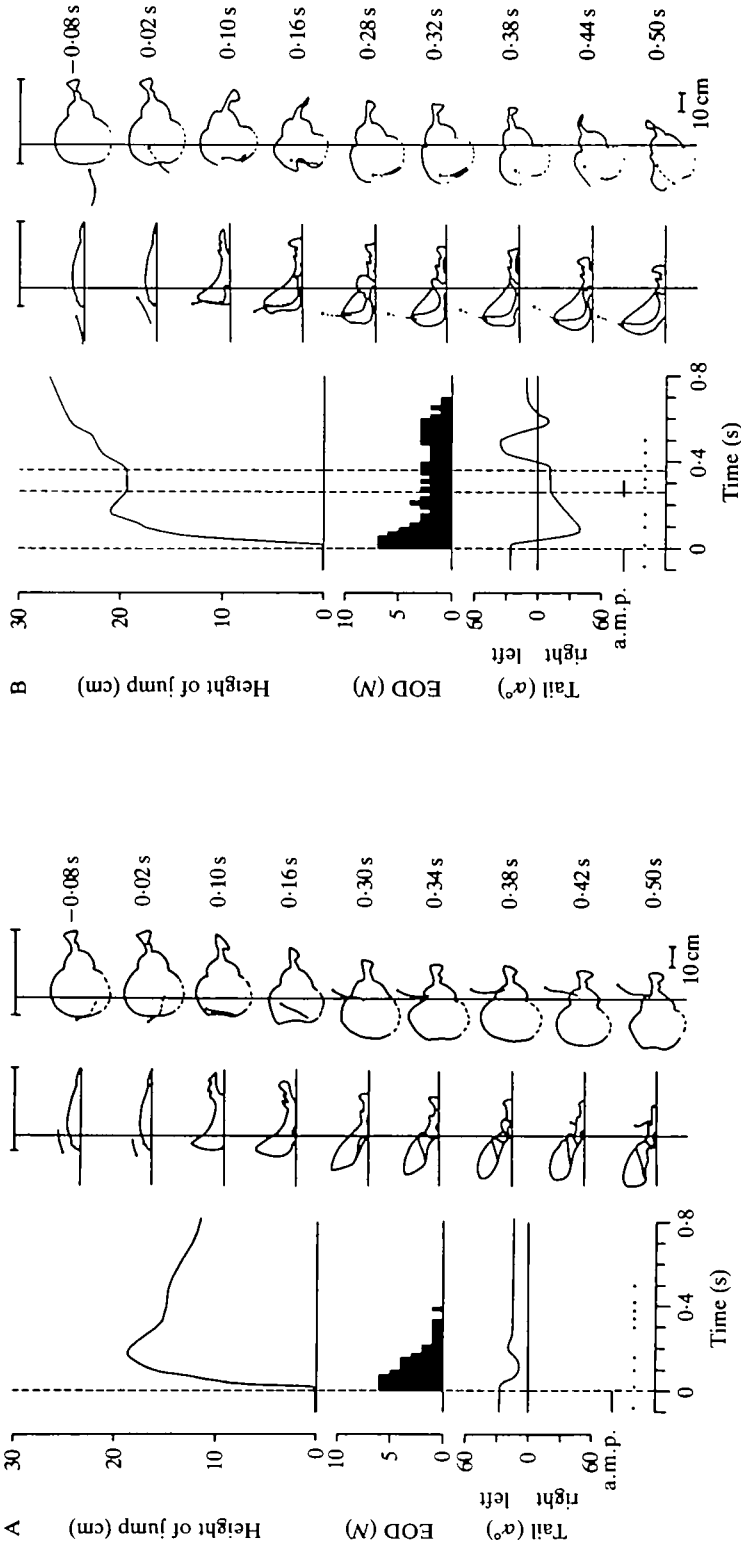 A
30
20
10
0
Height of jump (cm)
10
5
0
EOD (N)
60
0
60
right left
Tail (α°)
a.m.p.
0 0·4 0·8
Time (s)
−0·08 s
0·02 s
0·10 s
0·16 s
0·30 s
0·34 s
0·38 s
0·42 s
0·50 s
10 cm
B
30
20
10
0
Height of jump (cm)
10
5
0
EOD (N)
60
0
60
right left
Tail (α°)
a.m.p.
0 0·4 0·8
Time (s)
−0·08 s
0·02 s
0·10 s
0·16 s
0·28 s
0·32 s
0·38 s
0·44 s
0·50 s
10 cm